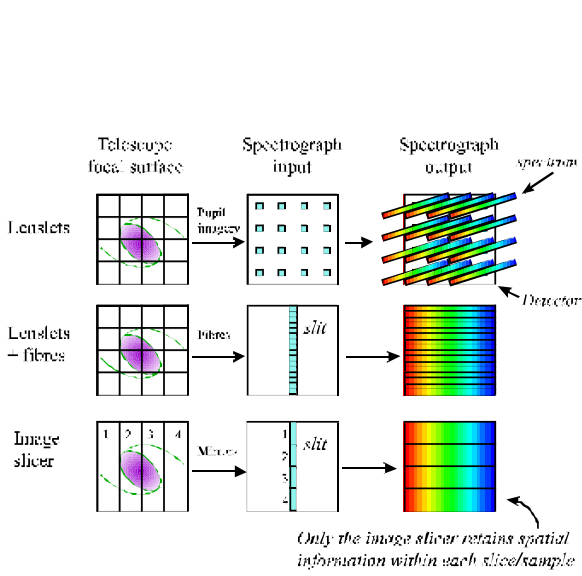 Telescope
focal surface
Spectrograph
input
Spectrograph
output
spectrum
Lenslets
Pupil
imagery
Detector
Lenslets
+ fibres
Fibres
slit
Image
slicer
1 2 3 4
Mirrors
1
2
3
4
slit
Only the image slicer retains spatial
information within each slice/sample